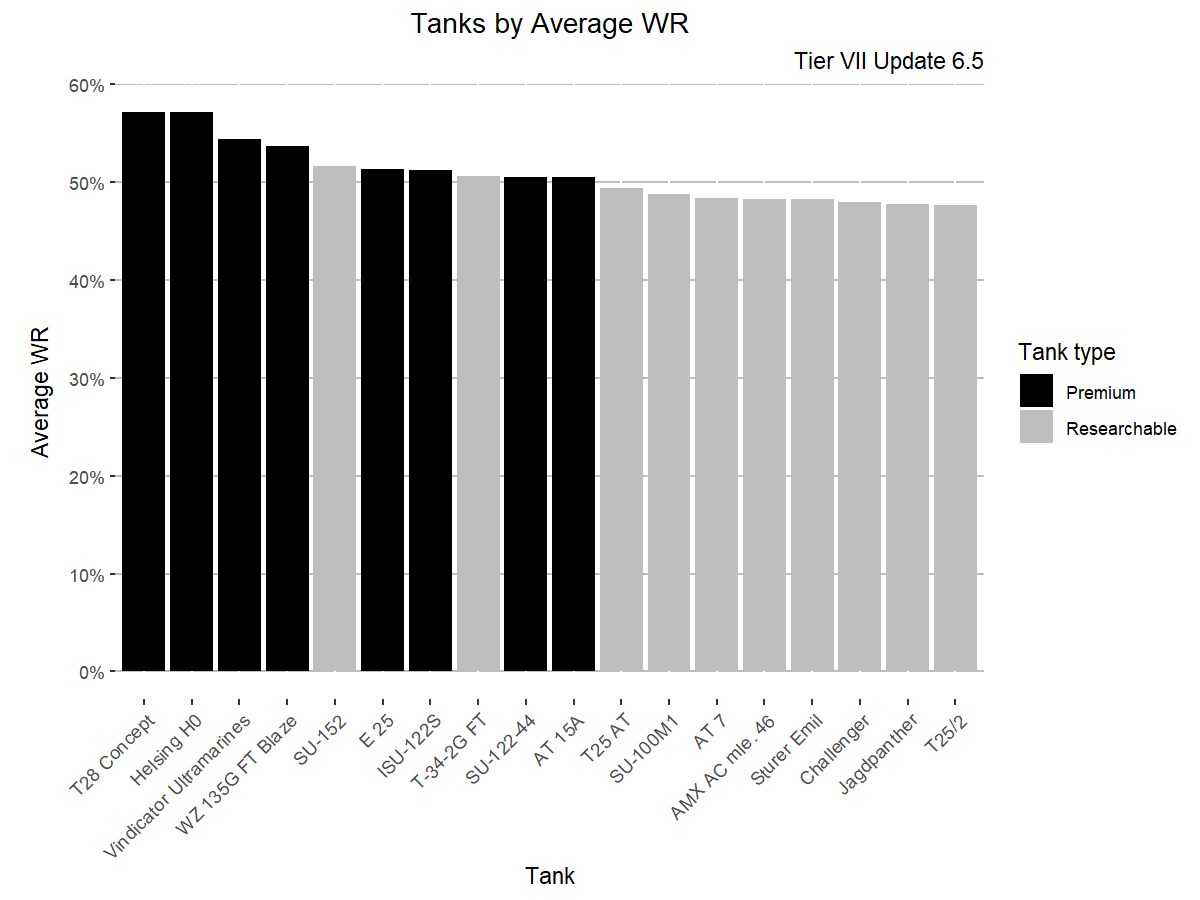 Tanks by Average WR
Tier VII Update 6.5
60%
50%
40%
30%
20%
10%
0%
Average WR
T28 Concept
Helsing H0
Vindicator Ultramarines
WZ 135G FT Blaze
SU-152
E 25
ISU-122S
T-34-2G FT
SU-122-44
AT 15A
T25 AT
SU-100M1
AT 7
AMX AC mle. 46
Sturer Emil
Challenger
Jagdpanther
T25/2
Tank
Tank type
Premium
Researchable